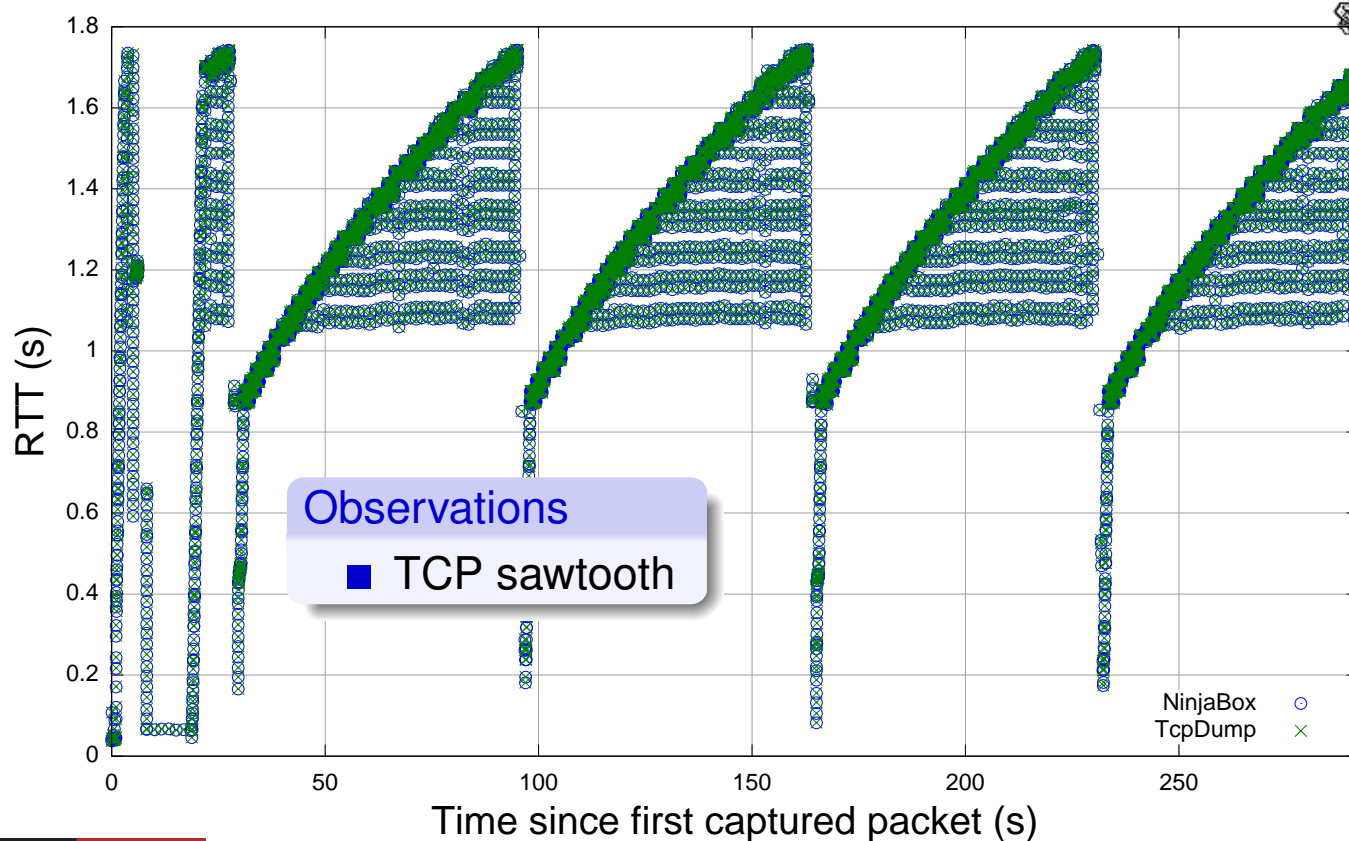 1.8
1.6
1.4
1.2
1
0.8
0.6
0.4
0.2
0
RTT (s)
Observations
TCP sawtooth
NinjaBox
TcpDump
0 50 100 150 200 250
Time since first captured packet (s)